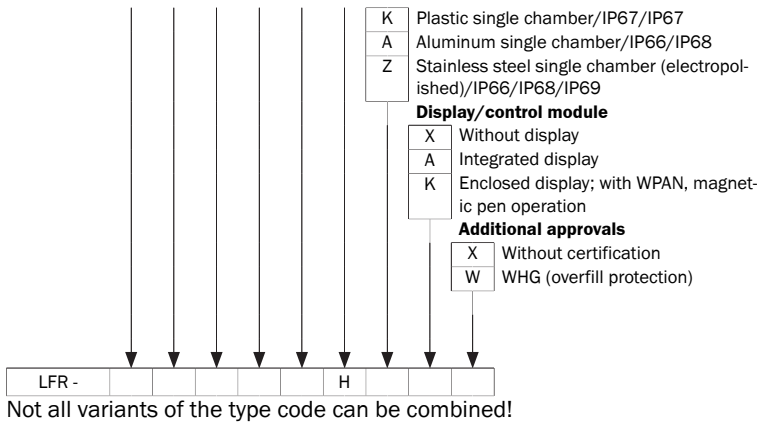 K Plastic single chamber/IP67/IP67
A Aluminum single chamber/IP66/IP68
Z Stainless steel single chamber (electropol-
ished)/IP66/IP68/IP69
Display/control module
X Without display
A Integrated display
K Enclosed display; with WPAN, magnet-
ic pen operation
Additional approvals
X Without certification
W WHG (overfill protection)
LFR - H
Not all variants of the type code can be combined!